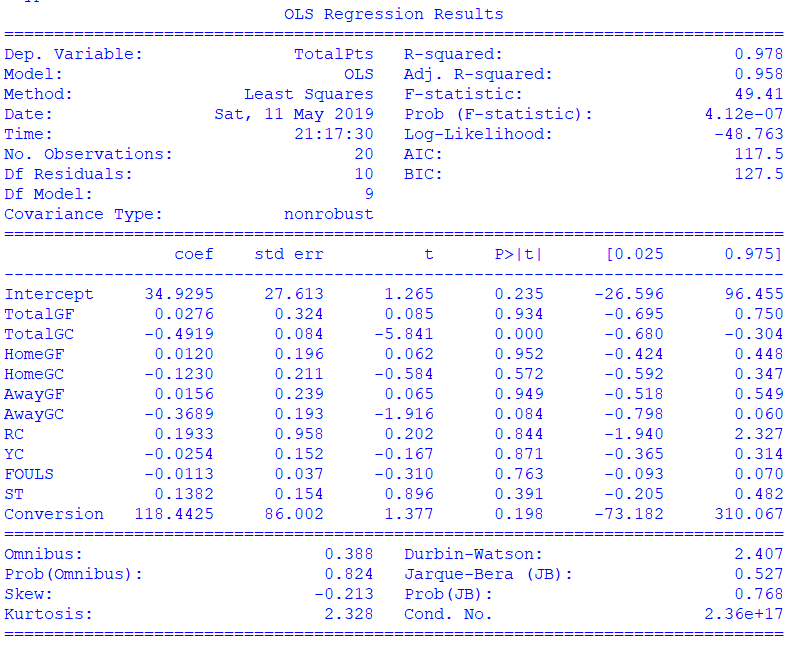 OLS Regression Results
==============================================================================
Dep. Variable:               TotalPts   R-squared:                       0.978
Model:                            OLS   Adj. R-squared:                  0.958
Method:                 Least Squares   F-statistic:                     49.41
Date:                Sat, 11 May 2019   Prob (F-statistic):           4.12e-07
Time:                        21:17:30   Log-Likelihood:                -48.763
No. Observations:                  20   AIC:                             117.5
Df Residuals:                      10   BIC:                             127.5
Df Model:                           9
Covariance Type:            nonrobust
==============================================================================
                 coef    std err          t      P>|t|      [0.025      0.975]
------------------------------------------------------------------------------
Intercept     34.9295     27.613      1.265      0.235     -26.596      96.455
TotalGF        0.0276      0.324      0.085      0.934      -0.695       0.750
TotalGC       -0.4919      0.084     -5.841      0.000      -0.680      -0.304
HomeGF         0.0120      0.196      0.062      0.952      -0.424       0.448
HomeGC        -0.1230      0.211     -0.584      0.572      -0.592       0.347
AwayGF         0.0156      0.239      0.065      0.949      -0.518       0.549
AwayGC        -0.3689      0.193     -1.916      0.084      -0.798       0.060
RC             0.1933      0.958      0.202      0.844      -1.940       2.327
YC            -0.0254      0.152     -0.167      0.871      -0.365       0.314
FOULS         -0.0113      0.037     -0.310      0.763      -0.093       0.070
ST             0.1382      0.154      0.896      0.391      -0.205       0.482
Conversion   118.4425     86.002      1.377      0.198     -73.182     310.067
==============================================================================
Omnibus:                        0.388   Durbin-Watson:                   2.407
Prob(Omnibus):                  0.824   Jarque-Bera (JB):                0.527
Skew:                          -0.213   Prob(JB):                        0.768
Kurtosis:                       2.328   Cond. No.                     2.36e+17
==============================================================================